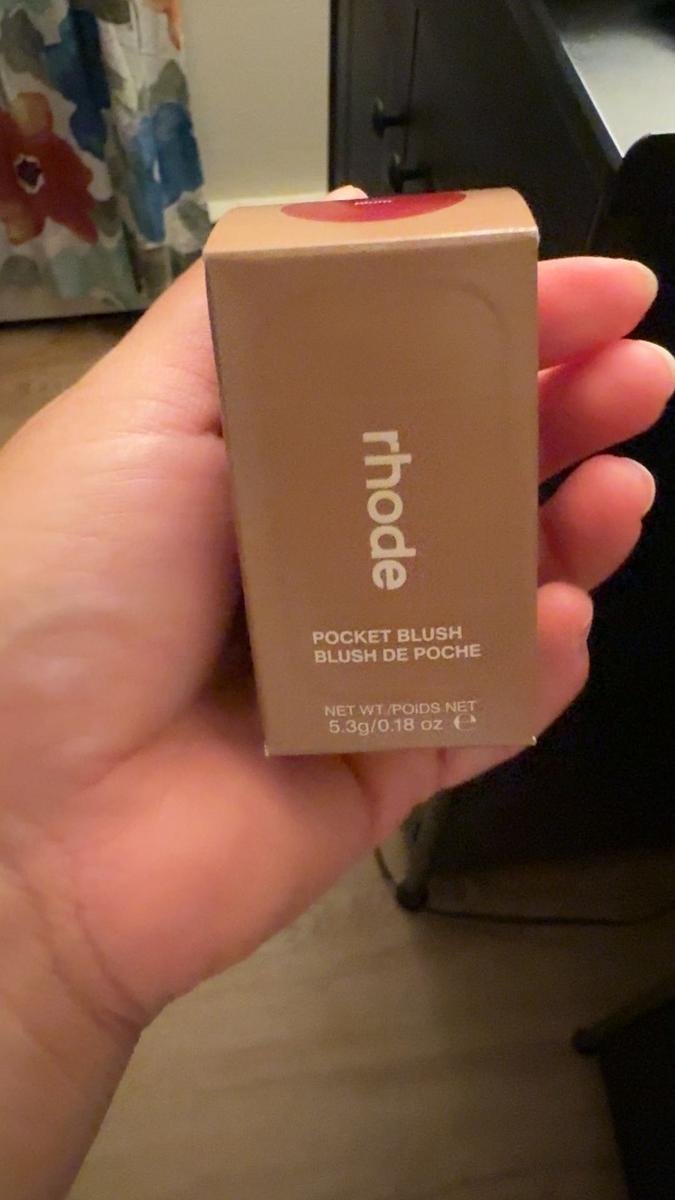 rhode
POCKET BLUSH
BLUSH DE POCHE
NET WT./POIDS NET
5.3g/0.18 oz ℮